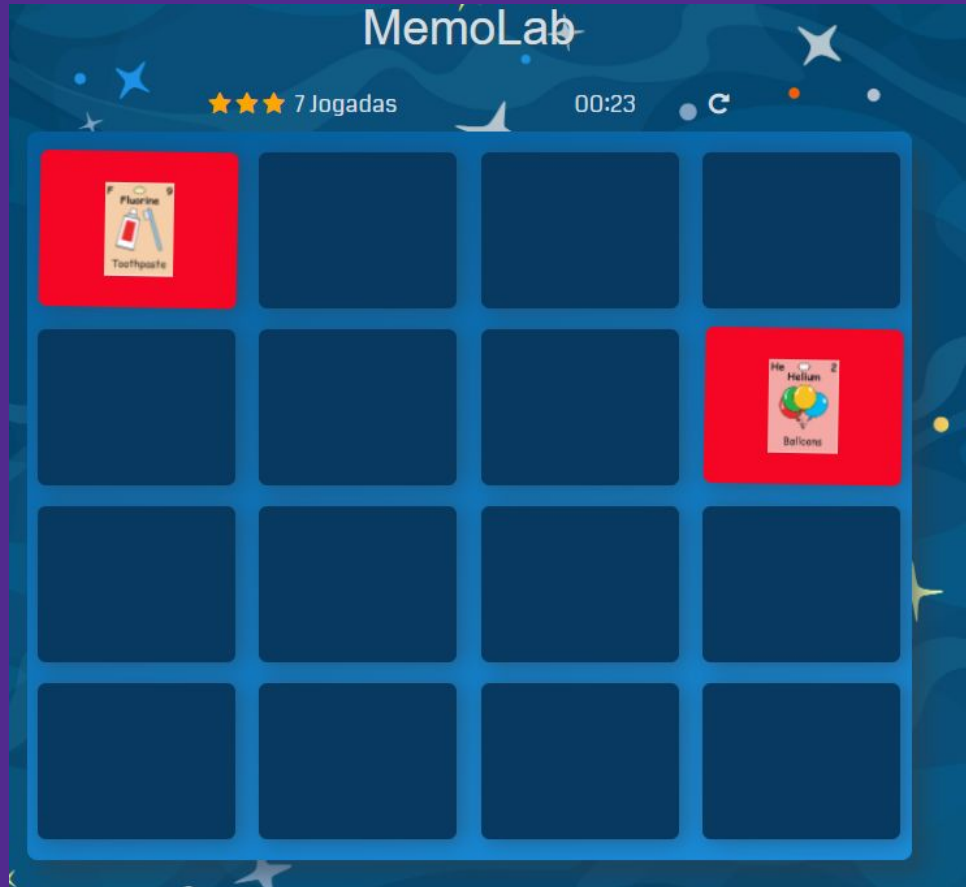 MemoLab
7 Jogadas 00:23
F 9
Fluorine
Toothpaste
He 2
Helium
Balloons